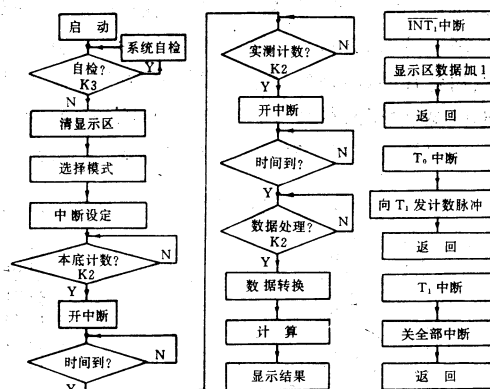 启 动
系统自检
自检?
K3
Y
N
清显示区
选择模式
中断设定
本底计数?
K2
N
Y
开中断
时间到?
N
Y
实测计数?
K2
N
Y
开中断
时间到?
N
Y
数据处理?
K2
N
Y
数据转换
计 算
显示结果
INT₁中断
显示区数据加1
返 回
T₀中断
向T₁发计数脉冲
返 回
T₁中断
关全部中断
返 回